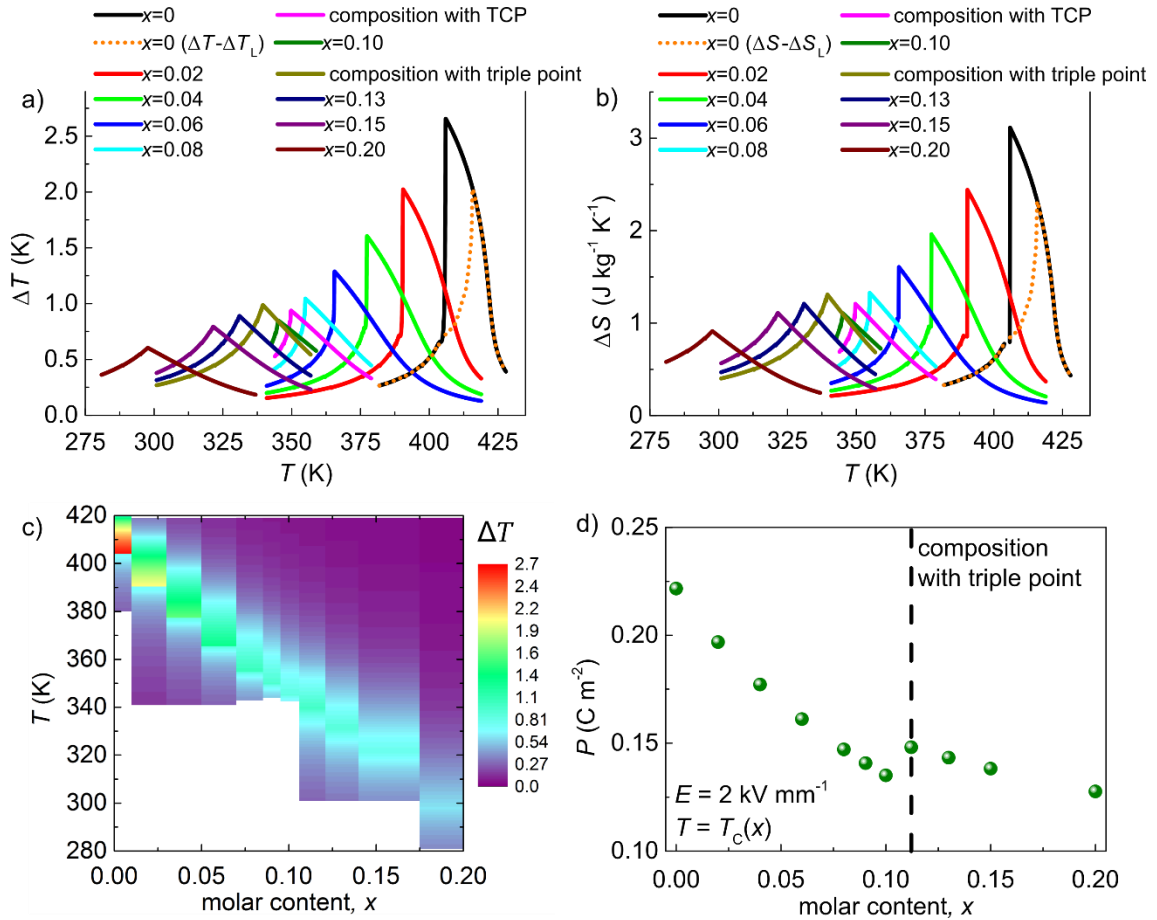 x=0
composition with TCP
x=0 (ΔT-ΔT_L)
x=0.10
x=0.02
composition with triple point
x=0.04
x=0.13
x=0.06
x=0.15
x=0.08
x=0.20
a)
2.5
2.0
1.5
1.0
0.5
0.0
ΔT (K)
275 300 325 350 375 400 425
T (K)
x=0
composition with TCP
x=0 (ΔS-ΔS_L)
x=0.10
x=0.02
composition with triple point
x=0.04
x=0.13
x=0.06
x=0.15
x=0.08
x=0.20
b)
3
2
1
0
ΔS (J kg⁻¹ K⁻¹)
275 300 325 350 375 400 425
T (K)
c)
420
400
380
360
340
320
300
280
T (K)
0.00 0.05 0.10 0.15 0.20
molar content, x
ΔT
2.7
2.4
2.2
1.9
1.6
1.4
1.1
0.81
0.54
0.27
0.0
d)
0.25
0.20
0.15
0.10
P (C m⁻²)
composition
with triple point
E = 2 kV mm⁻¹
T = T_C(x)
0.00 0.05 0.10 0.15 0.20
molar content, x